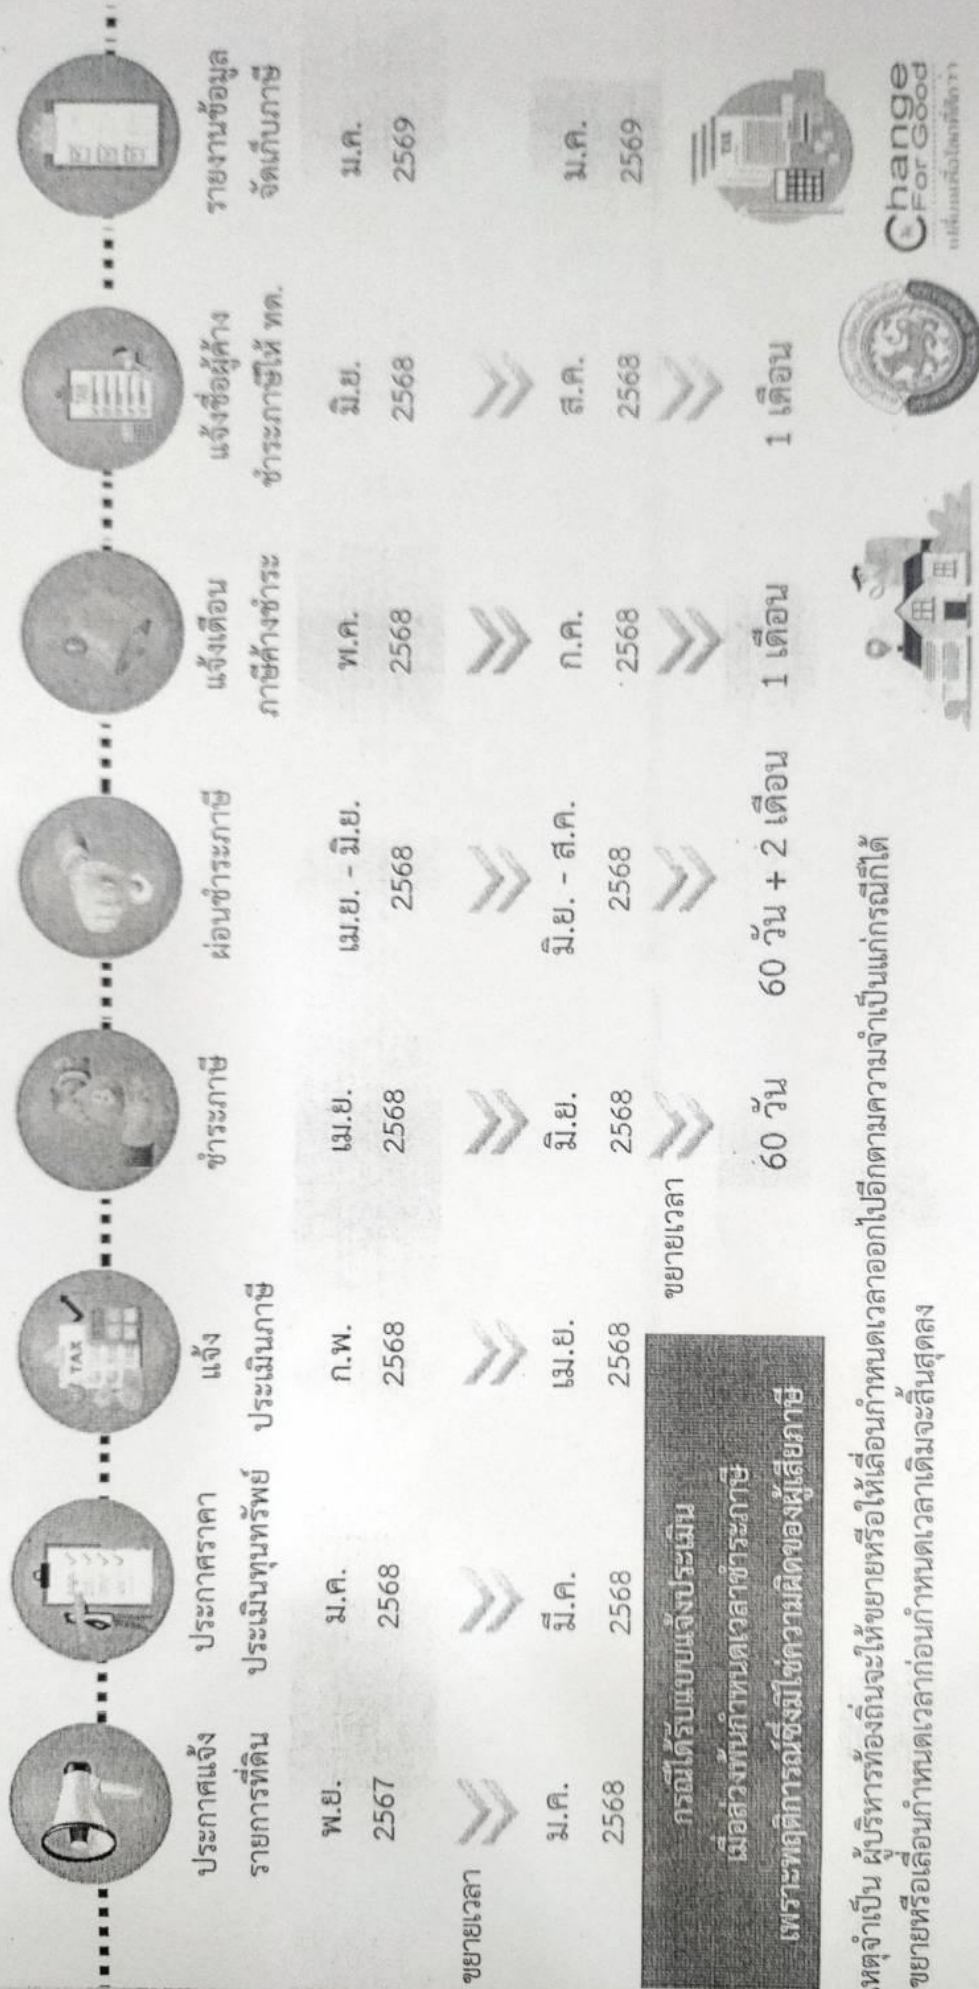 ประกาศแจ้ง
รายการที่ดิน
ประกาศราคา
ประเมินทุนทรัพย์
แจ้ง
ประเมินภาษี
ชำระภาษี
ผ่อนชำระภาษี
แจ้งเตือน
ภาษีค้างชำระ
แจ้งชื่อผู้ค้าง
ชำระภาษีให้ ทด.
รายงานข้อมูล
จัดเก็บภาษี
TAX
พ.ย.
2567
ม.ค.
2568
ก.พ.
2568
เม.ย.
2568
เม.ย. - มิ.ย.
2568
พ.ค.
2568
มิ.ย.
2568
ม.ค.
2569
ขยายเวลา
ม.ค.
2568
มี.ค.
2568
เม.ย.
2568
มิ.ย.
2568
มิ.ย. - ส.ค.
2568
ก.ค.
2568
ส.ค.
2568
ม.ค.
2569
กรณีได้รับแบบแจ้งประเมิน
เมื่อล่วงพ้นกำหนดเวลาชำระภาษี
เพราะพฤติการณ์ซึ่งมิใช่ความผิดของผู้เสียภาษี
ขยายเวลา
60 วัน
60 วัน + 2 เดือน
1 เดือน
1 เดือน
TAX
หตุจำเป็น ผู้บริหารท้องถิ่นจะให้ขยายหรือให้เลื่อนกำหนดเวลาออกไปอีกตามความจำเป็นแก่กรณีก็ได้
ขยายหรือเลื่อนกำหนดเวลาก่อนกำหนดเวลาเดิมจะสิ้นสุดลง
Change
For Good